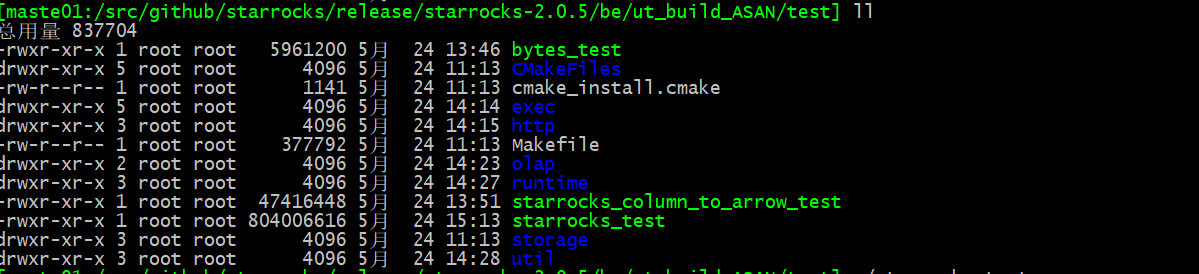 [maste01:/src/github/starrocks/release/starrocks-2.0.5/be/ut_build_ASAN/test] ll
总用量 837704
-rwxr-xr-x 1 root root 5961200 5月 24 13:46 bytes_test
drwxr-xr-x 5 root root 4096 5月 24 11:13 CMakeFiles
-rw-r--r-- 1 root root 1141 5月 24 11:13 cmake_install.cmake
drwxr-xr-x 5 root root 4096 5月 24 14:14 exec
drwxr-xr-x 3 root root 4096 5月 24 14:15 http
-rw-r--r-- 1 root root 377792 5月 24 11:13 Makefile
drwxr-xr-x 2 root root 4096 5月 24 14:23 olap
drwxr-xr-x 3 root root 4096 5月 24 14:27 runtime
-rwxr-xr-x 1 root root 47416448 5月 24 13:51 starrocks_column_to_arrow_test
-rwxr-xr-x 1 root root 804006616 5月 24 15:13 starrocks_test
drwxr-xr-x 3 root root 4096 5月 24 11:13 storage
drwxr-xr-x 3 root root 4096 5月 24 14:28 util